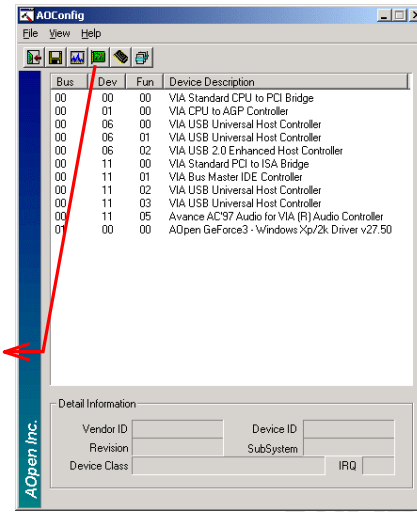 AOConfig
File View Help
Bus Dev Fun Device Description
00 00 00 VIA Standard CPU to PCI Bridge
00 01 00 VIA CPU to AGP Controller
00 06 00 VIA USB Universal Host Controller
00 06 01 VIA USB Universal Host Controller
00 06 02 VIA USB 2.0 Enhanced Host Controller
00 11 00 VIA Standard PCI to ISA Bridge
00 11 01 VIA Bus Master IDE Controller
00 11 02 VIA USB Universal Host Controller
00 11 03 VIA USB Universal Host Controller
00 11 05 Avance AC'97 Audio for VIA (R) Audio Controller
01 00 00 AOpen GeForce3 - Windows Xp/2k Driver v27.50
Detail Information
Vendor ID Device ID
Revision SubSystem
Device Class IRQ
AOpen Inc.